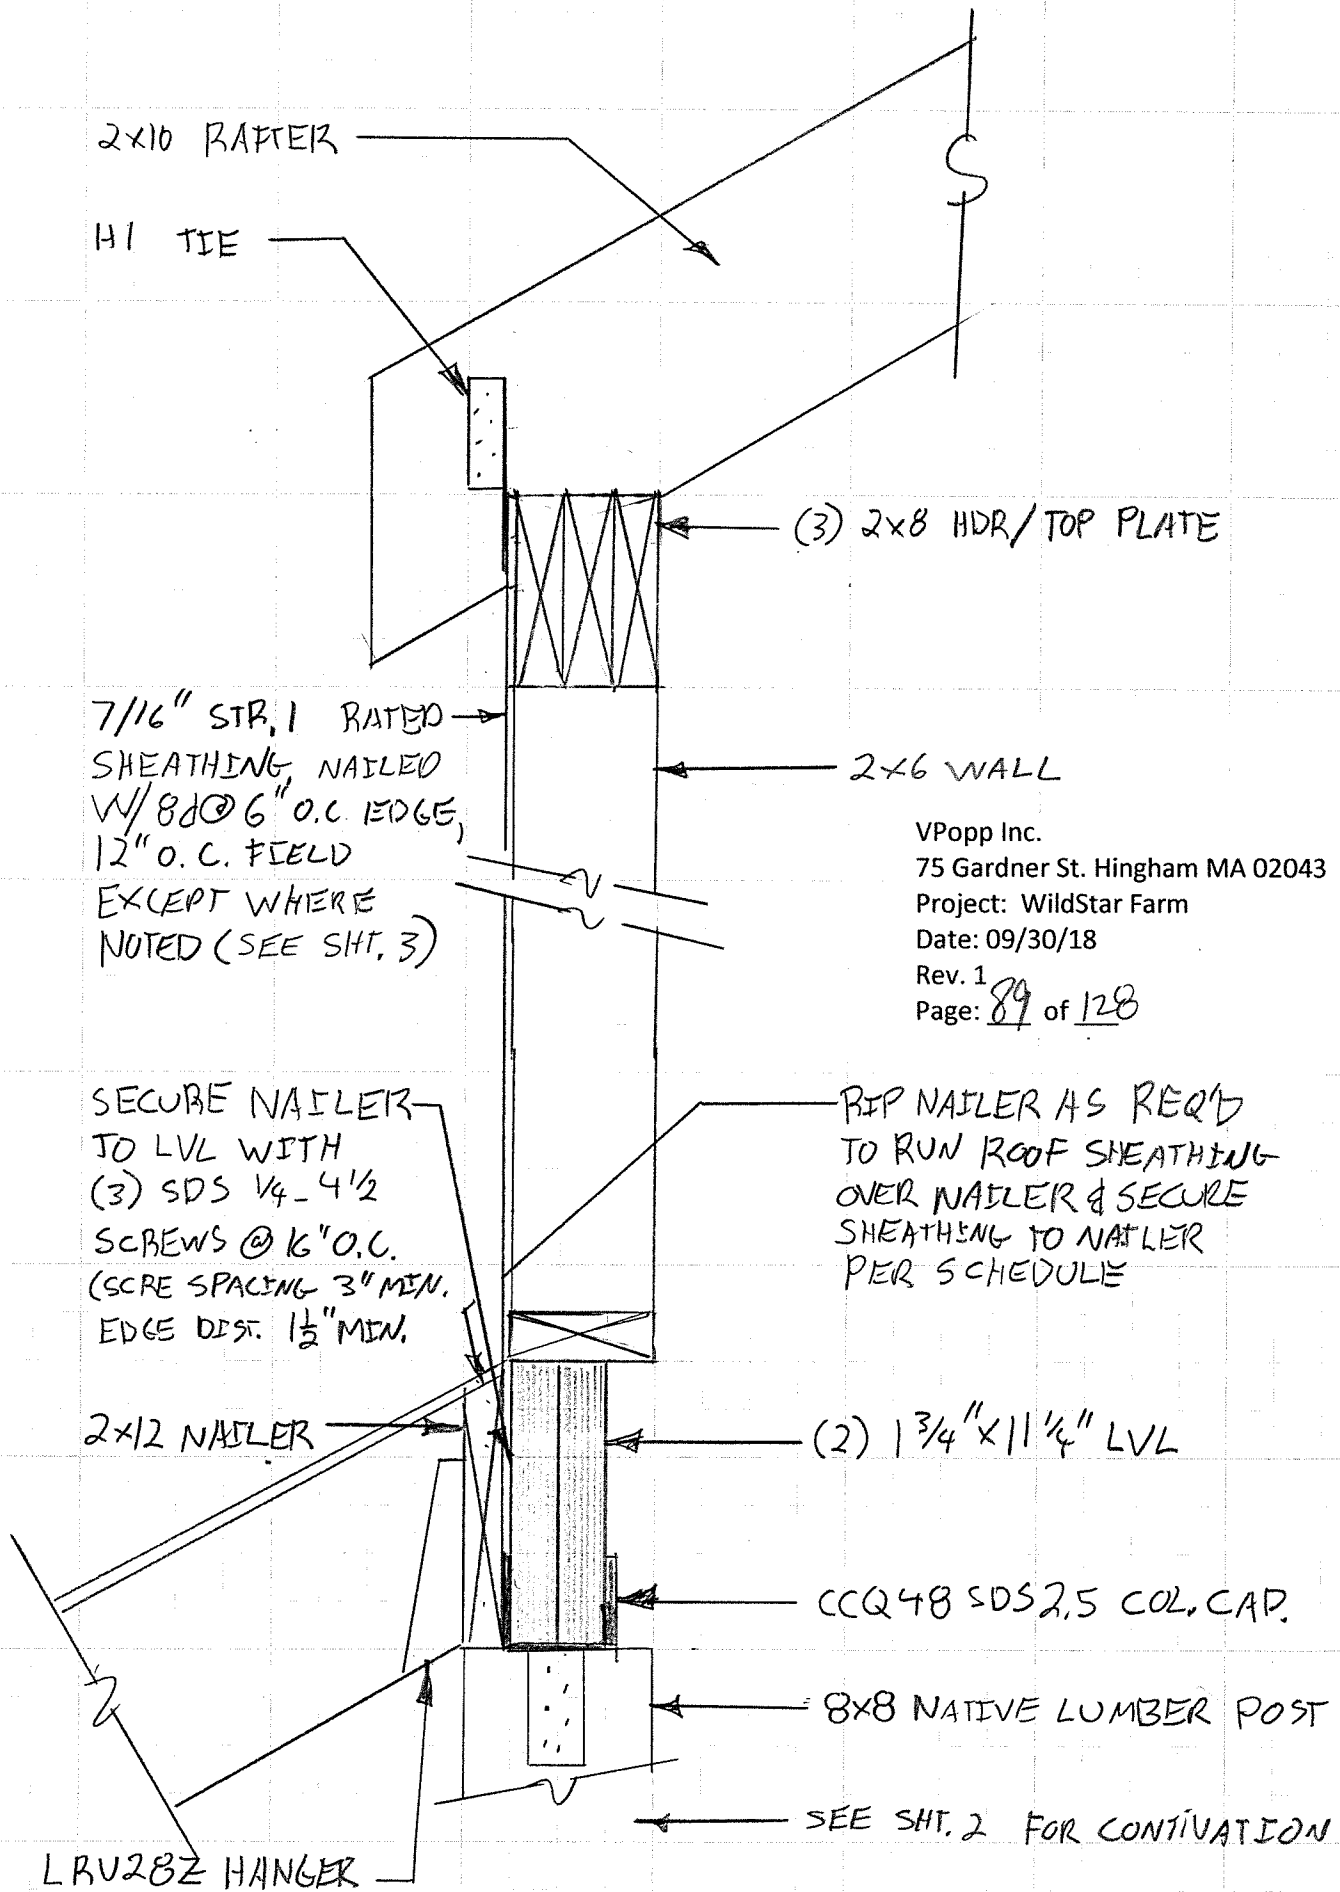 2x10 RAFTER
H1 TIE
(3) 2x8 HDR/TOP PLATE
7/16" STR, 1 RATED
SHEATHING, NAILED
W/ 8d@ 6" O.C. EDGE,
12" O.C. FIELD
EXCEPT WHERE
NOTED (SEE SHT. 3)
2x6 WALL
VPopp Inc.
75 Gardner St. Hingham MA 02043
Project: WildStar Farm
Date: 09/30/18
Rev. 1
Page: 89 of 128
SECURE NAILER
TO LVL WITH
(3) SDS 1/4 - 4 1/2
SCREWS @ 16" O.C.
(SCRE SPACING 3" MIN.
EDGE DIST. 1 1/2" MIN.
RIP NAILER AS REQ'D
TO RUN ROOF SHEATHING
OVER NAILER & SECURE
SHEATHING TO NAILER
PER SCHEDULE
2x12 NAILER
(2) 1 3/4" x 11 1/4" LVL
CCQ48 SDS2.5 COL. CAP.
8x8 NATIVE LUMBER POST
SEE SHT. 2 FOR CONTIVATION
LRU28Z HANGER